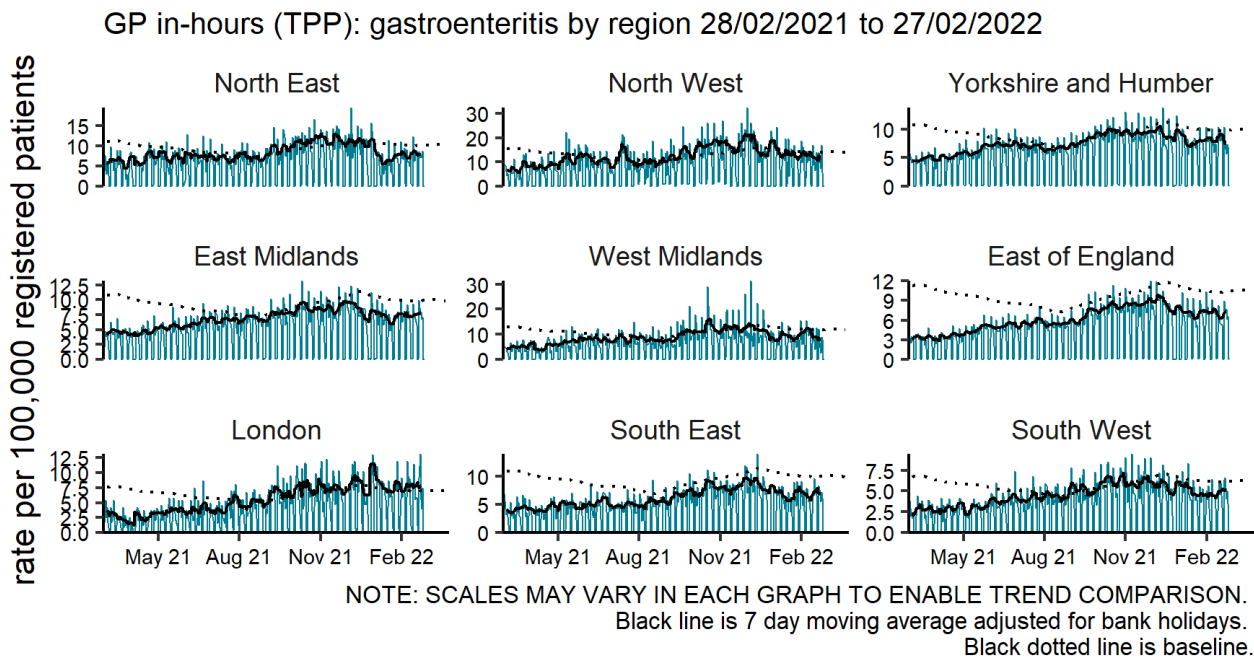 GP in-hours (TPP): gastroenteritis by region 28/02/2021 to 27/02/2022
rate per 100,000 registered patients
North East
15
10
5
0
North West
30
20
10
0
Yorkshire and Humber
10
5
0
East Midlands
12.5
10.0
7.5
5.0
2.5
0.0
West Midlands
30
20
10
0
East of England
12
9
6
3
0
London
12.5
10.0
7.5
5.0
2.5
0.0
May 21 Aug 21 Nov 21 Feb 22
South East
10
5
0
May 21 Aug 21 Nov 21 Feb 22
South West
7.5
5.0
2.5
0.0
May 21 Aug 21 Nov 21 Feb 22
NOTE: SCALES MAY VARY IN EACH GRAPH TO ENABLE TREND COMPARISON.
Black line is 7 day moving average adjusted for bank holidays.
Black dotted line is baseline.